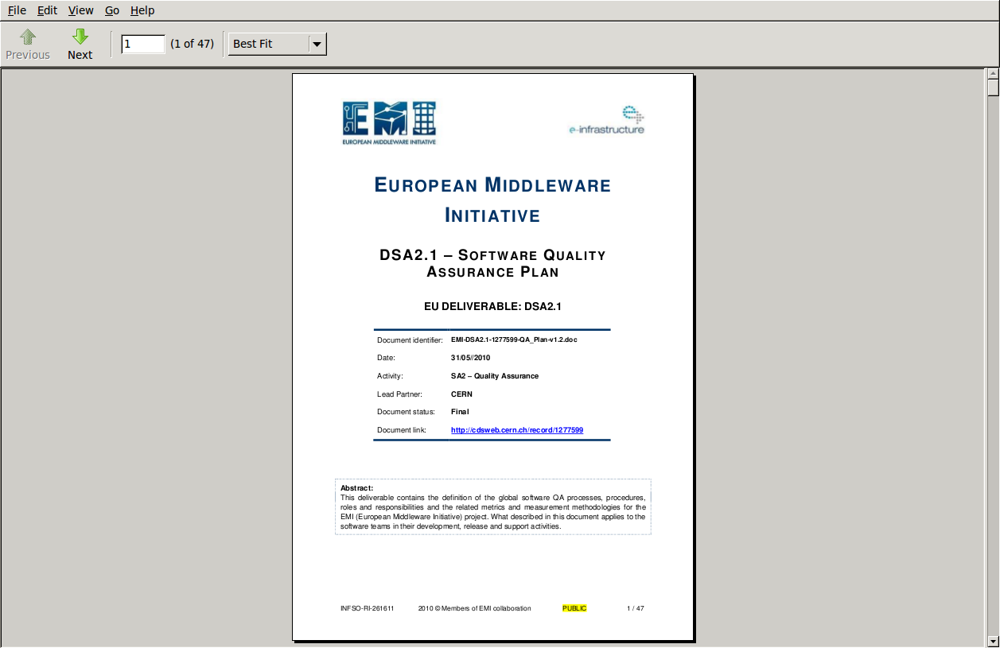 File Edit View Go Help
Previous Next 1 (1 of 47) Best Fit
EMI
EUROPEAN MIDDLEWARE INITIATIVE
e-infrastructure
EUROPEAN MIDDLEWARE
INITIATIVE
DSA2.1 – SOFTWARE QUALITY
ASSURANCE PLAN
EU DELIVERABLE: DSA2.1
Document identifier: EMI-DSA2.1-1277599-QA_Plan-v1.2.doc
Date: 31/05//2010
Activity: SA2 – Quality Assurance
Lead Partner: CERN
Document status: Final
Document link: http://cdsweb.cern.ch/record/1277599
Abstract:
This deliverable contains the definition of the global software QA processes, procedures,
roles and responsibilities and the related metrics and measurement methodologies for the
EMI (European Middleware Initiative) project. What described in this document applies to the
software teams in their development, release and support activities.
INFSO-RI-261611 2010 © Members of EMI collaboration PUBLIC 1 / 47